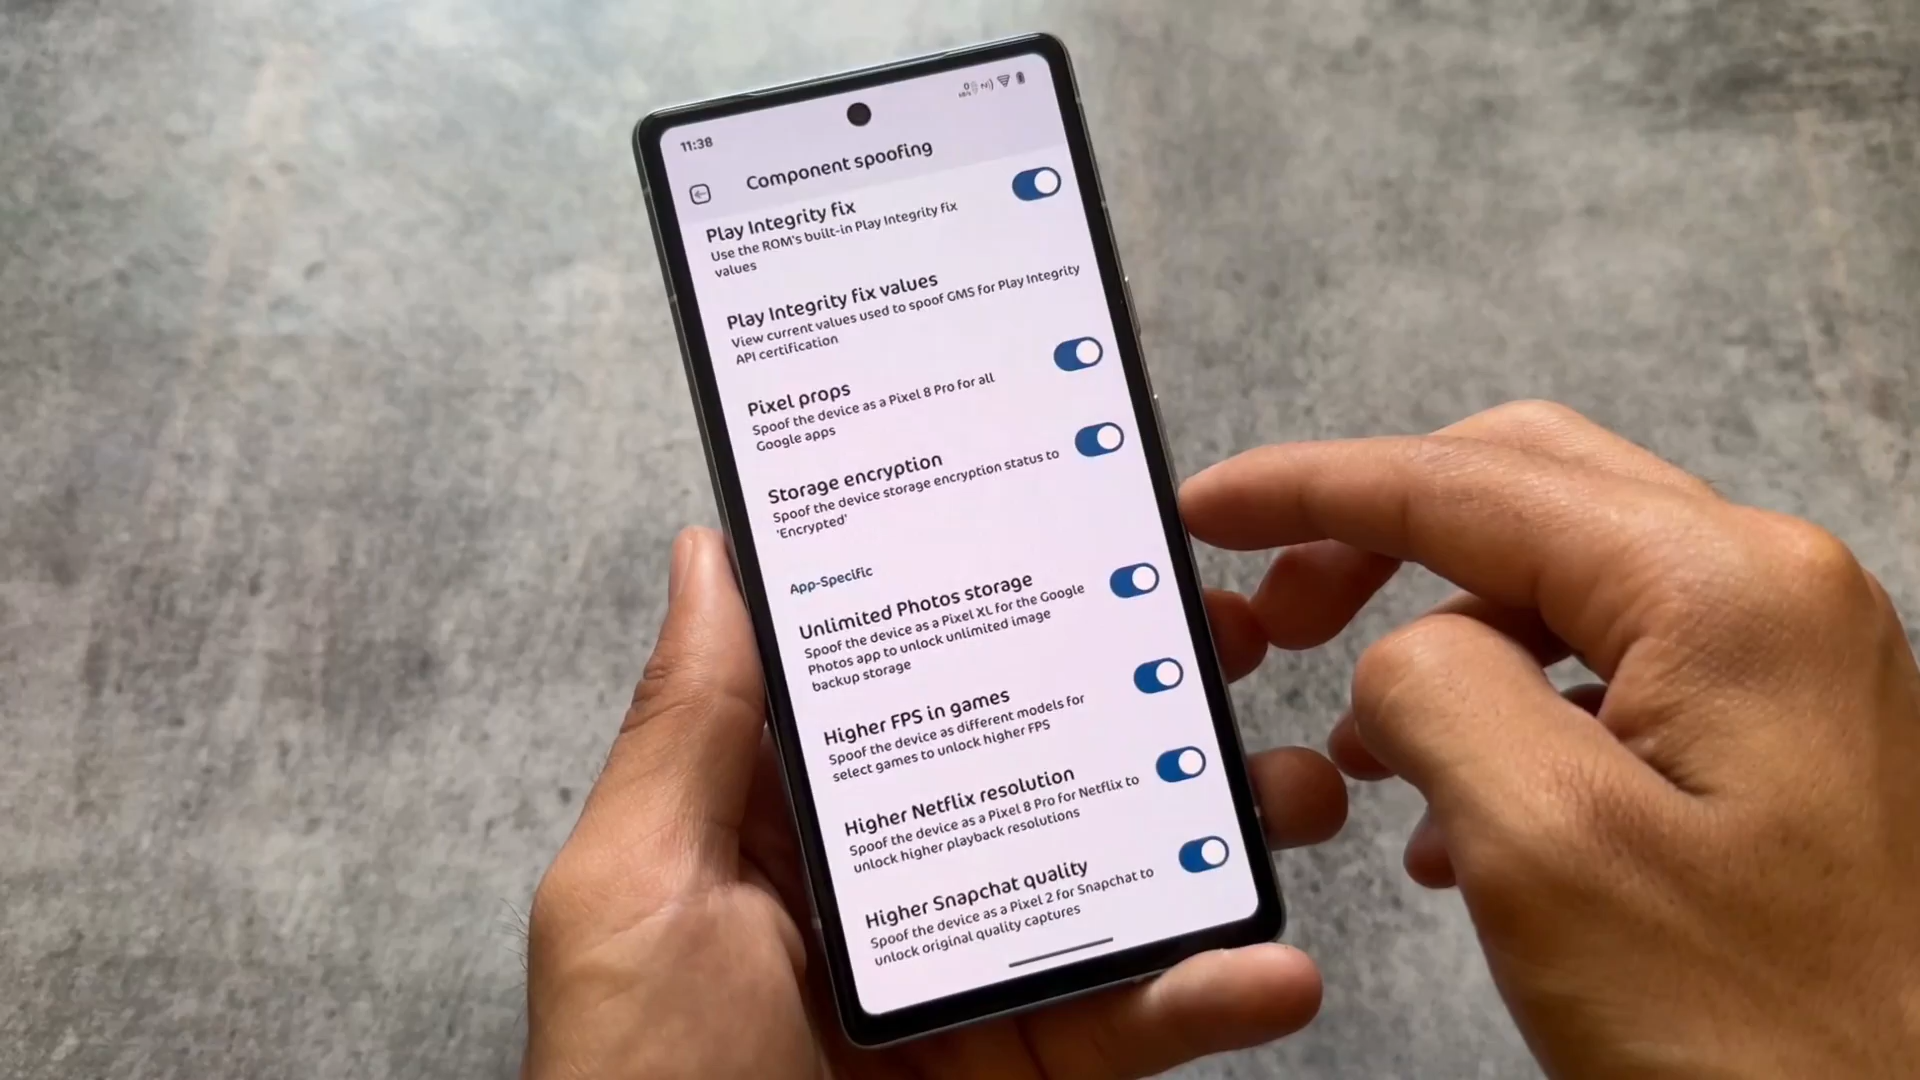 11:38
Component spoofing
Play Integrity fix
Use the ROM's built-in Play Integrity fix
values
Play Integrity fix values
View current values used to spoof GMS for Play Integrity
API certification
Pixel props
Spoof the device as a Pixel 8 Pro for all
Google apps
Storage encryption
Spoof the device storage encryption status to
'Encrypted'
App-Specific
Unlimited Photos storage
Spoof the device as a Pixel XL for the Google
Photos app to unlock unlimited image
backup storage
Higher FPS in games
Spoof the device as different models for
select games to unlock higher FPS
Higher Netflix resolution
Spoof the device as a Pixel 8 Pro for Netflix to
unlock higher playback resolutions
Higher Snapchat quality
Spoof the device as a Pixel 2 for Snapchat to
unlock original quality captures